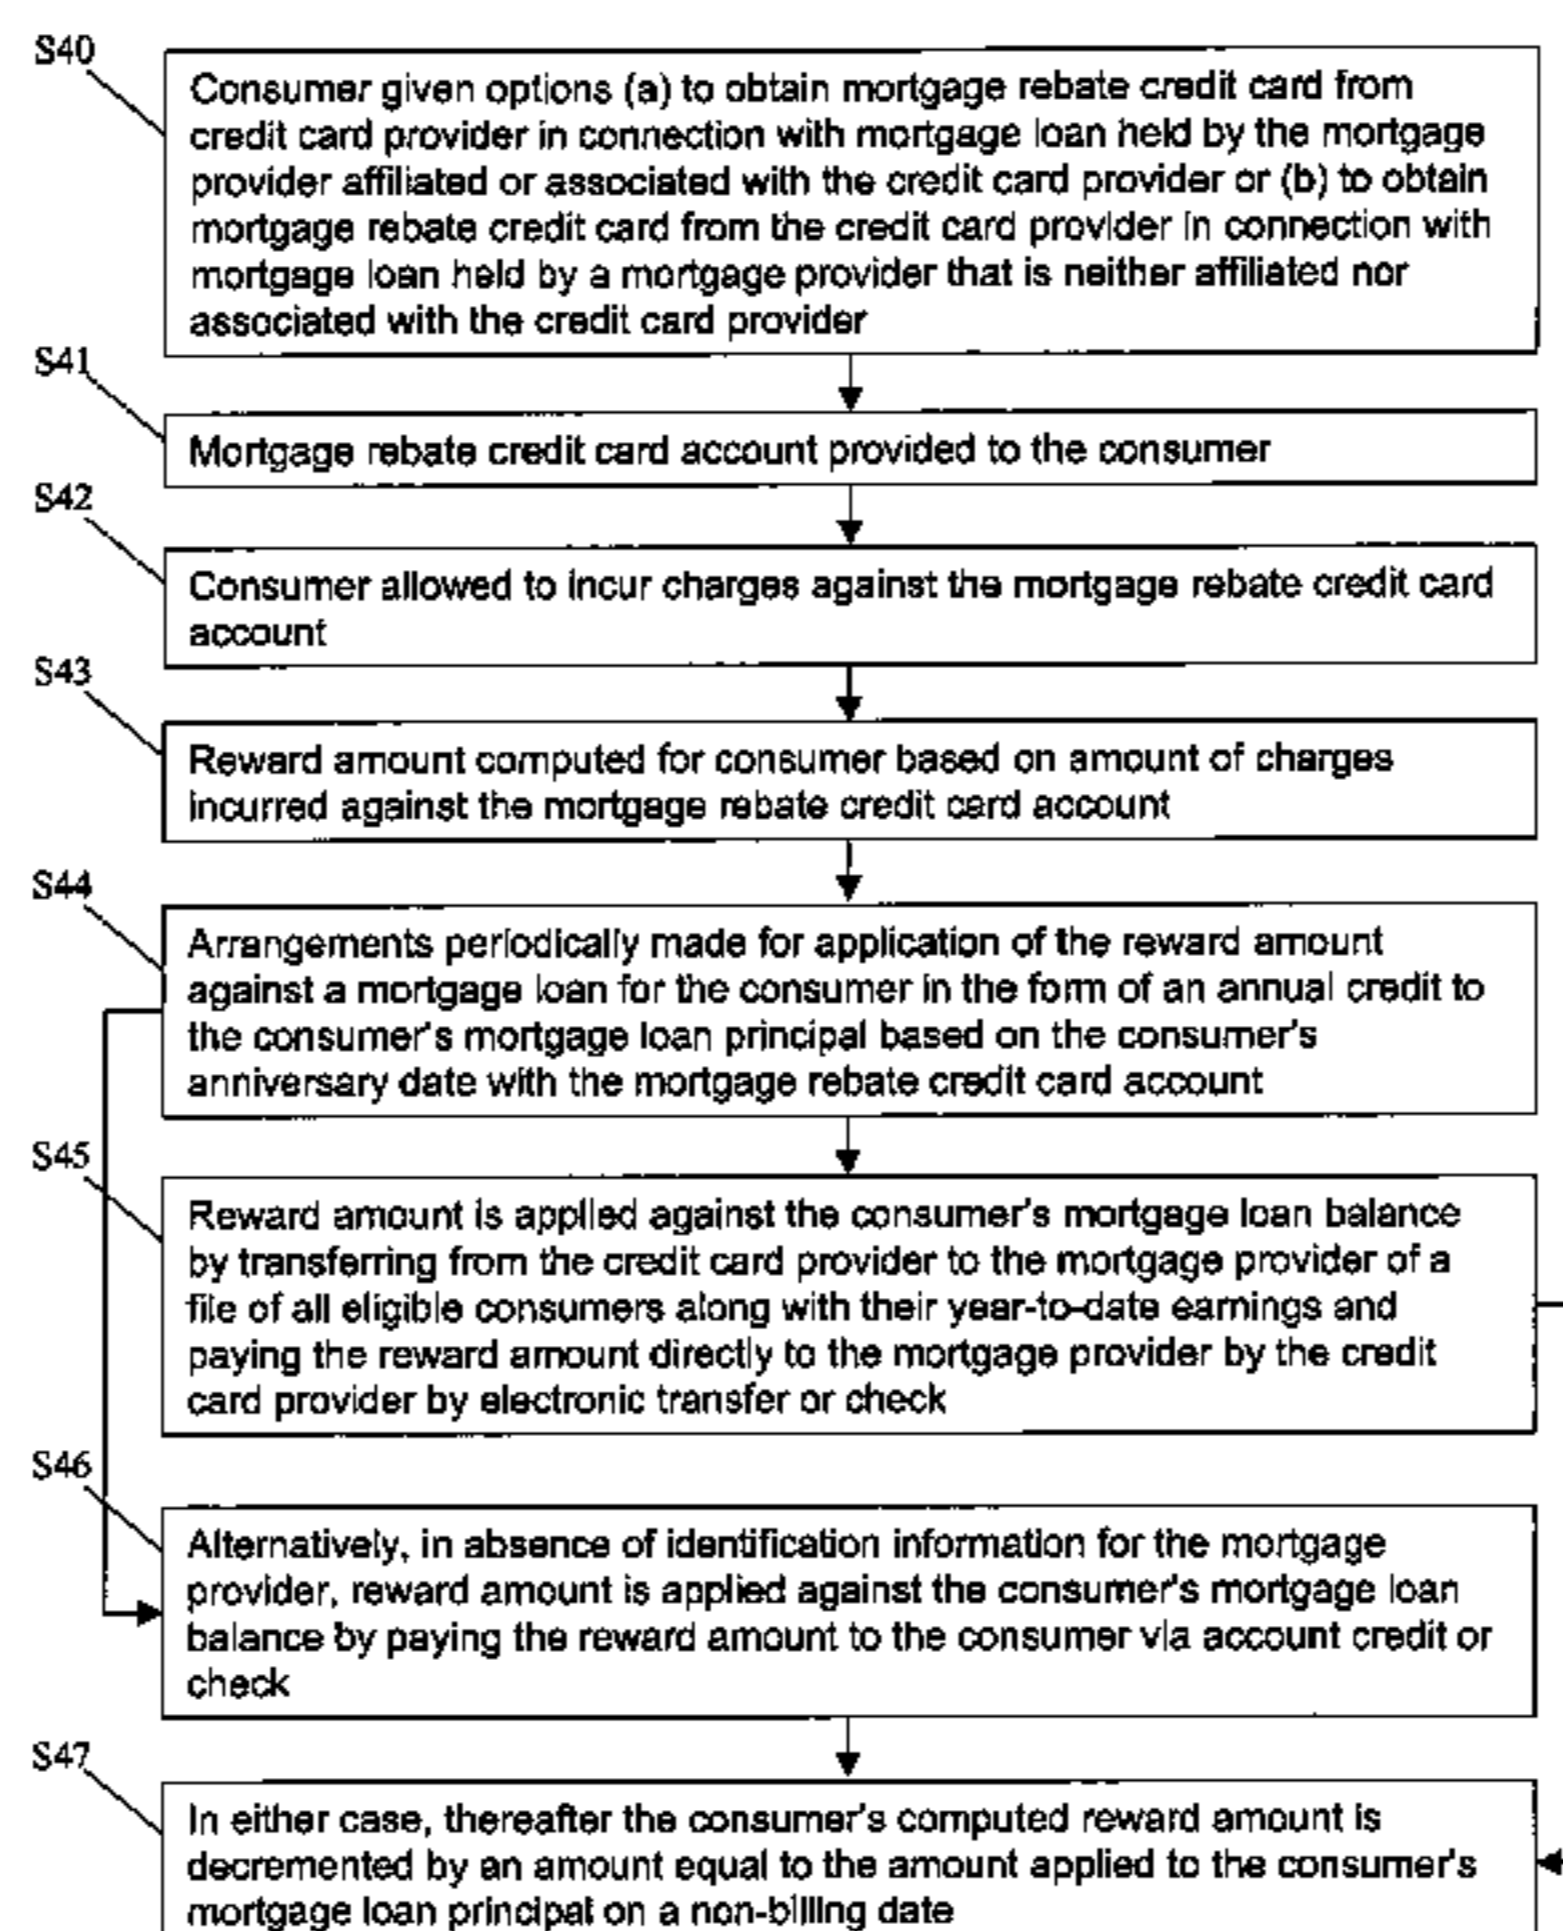 S40
Consumer given options (a) to obtain mortgage rebate credit card from
credit card provider in connection with mortgage loan held by the mortgage
provider affiliated or associated with the credit card provider or (b) to obtain
mortgage rebate credit card from the credit card provider in connection with
mortgage loan held by a mortgage provider that is neither affiliated nor
associated with the credit card provider
S41
Mortgage rebate credit card account provided to the consumer
S42
Consumer allowed to incur charges against the mortgage rebate credit card
account
S43
Reward amount computed for consumer based on amount of charges
incurred against the mortgage rebate credit card account
S44
Arrangements periodically made for application of the reward amount
against a mortgage loan for the consumer in the form of an annual credit to
the consumer's mortgage loan principal based on the consumer's
anniversary date with the mortgage rebate credit card account
S45
Reward amount is applied against the consumer's mortgage loan balance
by transferring from the credit card provider to the mortgage provider of a
file of all eligible consumers along with their year-to-date earnings and
paying the reward amount directly to the mortgage provider by the credit
card provider by electronic transfer or check
S46
Alternatively, in absence of identification information for the mortgage
provider, reward amount is applied against the consumer's mortgage loan
balance by paying the reward amount to the consumer via account credit or
check
S47
In either case, thereafter the consumer's computed reward amount is
decremented by an amount equal to the amount applied to the consumer's
mortgage loan principal on a non-billing date